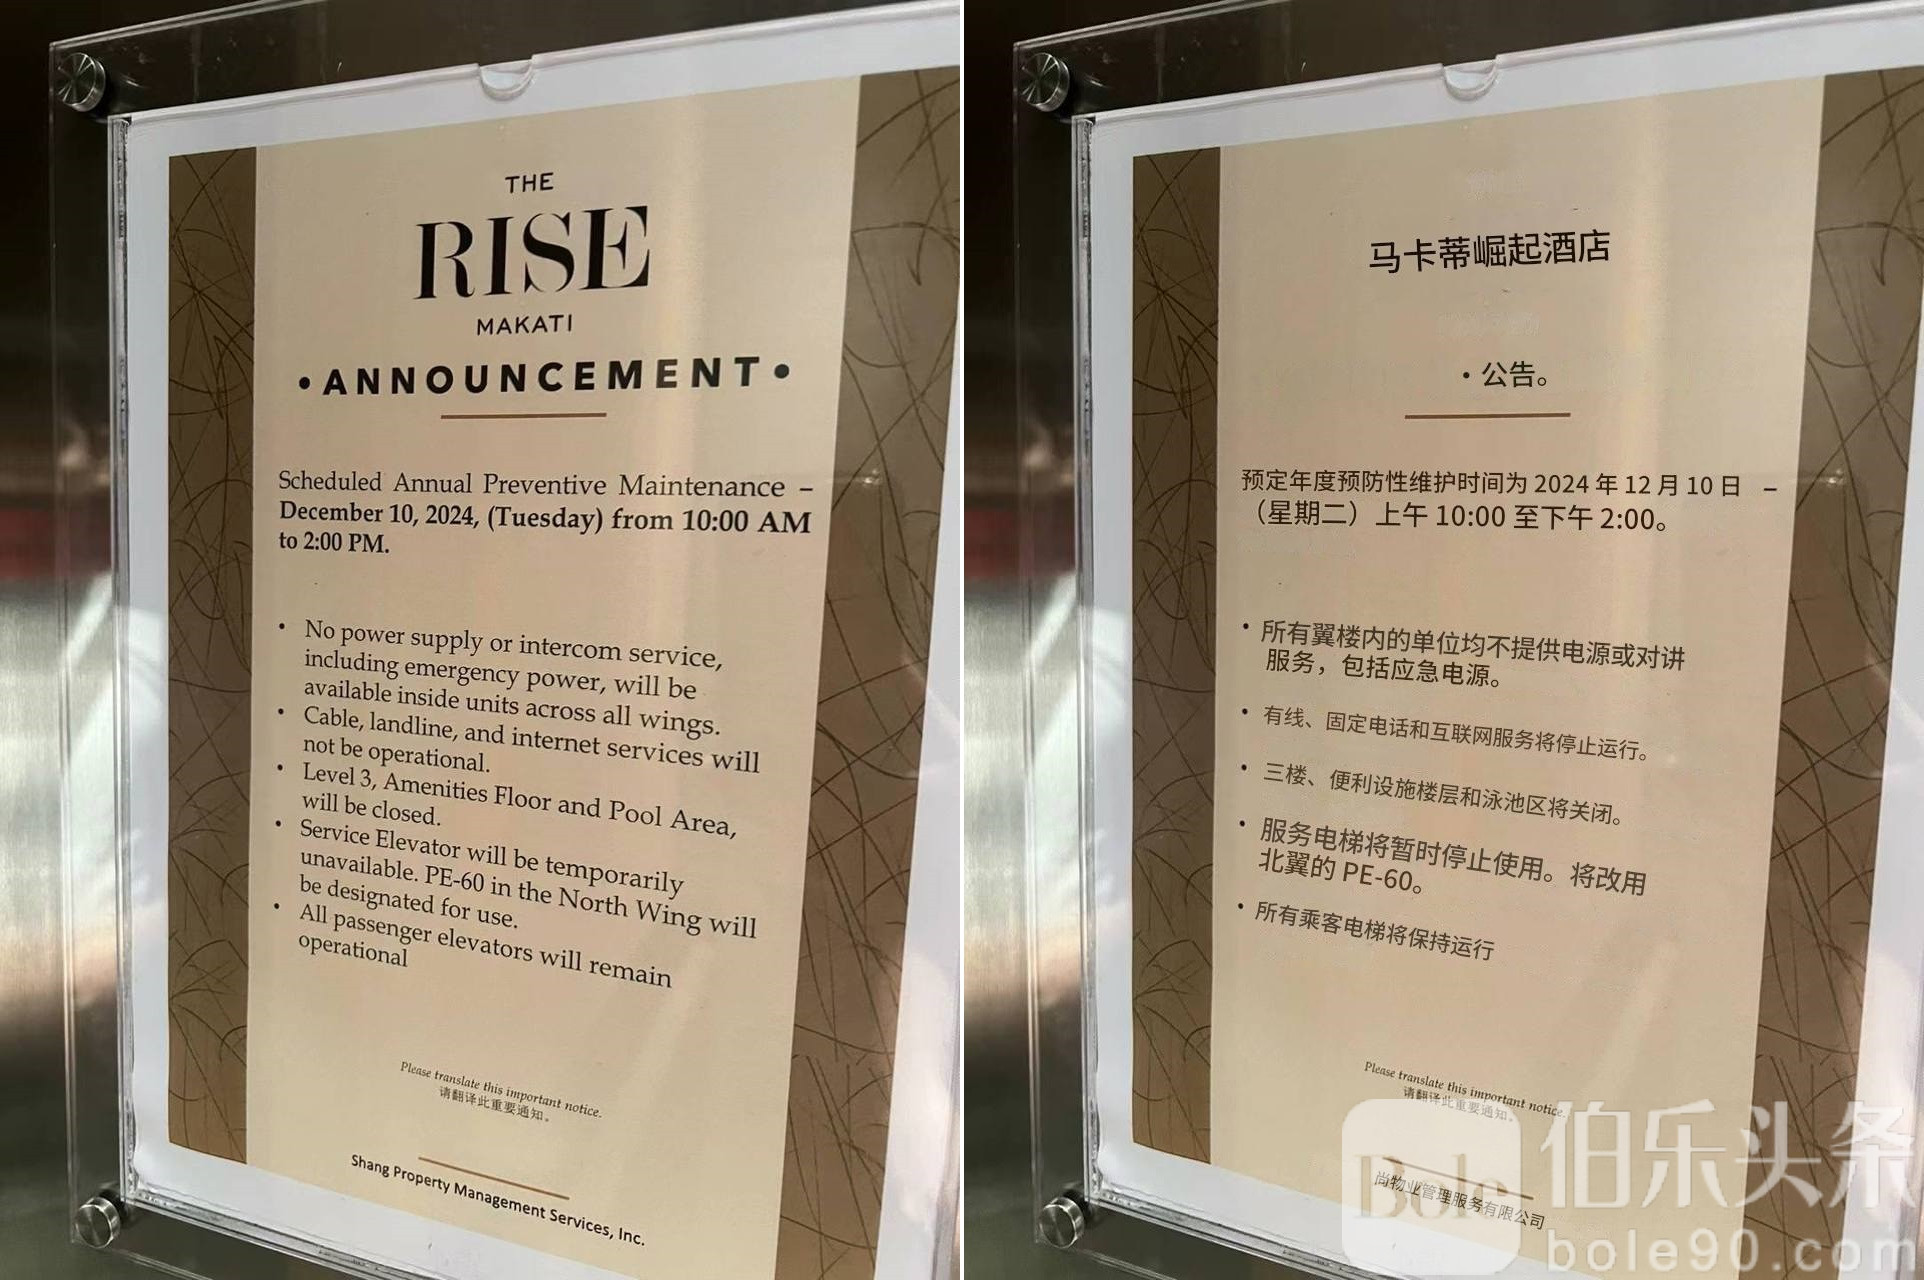 THE
RISE
MAKATI
•ANNOUNCEMENT•
Scheduled Annual Preventive Maintenance –
December 10, 2024, (Tuesday) from 10:00 AM
to 2:00 PM.
• No power supply or intercom service,
including emergency power, will be
available inside units across all wings.
• Cable, landline, and internet services will
not be operational.
• Level 3, Amenities Floor and Pool Area,
will be closed.
• Service Elevator will be temporarily
unavailable. PE-60 in the North Wing will
be designated for use.
• All passenger elevators will remain
operational
Please translate this important notice.
请翻译此重要通知。
Shang Property Management Services, Inc.
马卡蒂崛起酒店
·公告。
预定年度预防性维护时间为 2024 年 12 月 10 日 –
（星期二）上午 10:00 至下午 2:00。
• 所有翼楼内的单位均不提供电源或对讲
服务，包括应急电源。
• 有线、固定电话和互联网服务将停止运行。
• 三楼、便利设施楼层和泳池区将关闭。
• 服务电梯将暂时停止使用。将改用
北翼的 PE-60。
• 所有乘客电梯将保持运行
Please translate this important notice.
请翻译此重要通知。
尚物业管理服务有限公司
Bole
伯乐头条
bole90.com